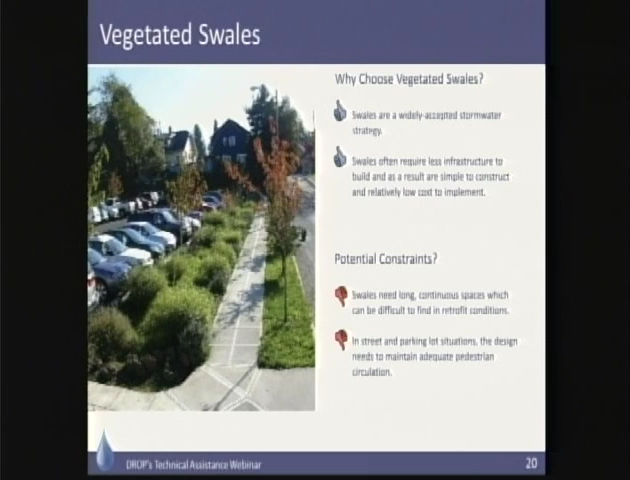 Vegetated Swales
Why Choose Vegetated Swales?
Swales are a widely-accepted stormwater
strategy.
Swales often require less infrastructure to
build and as a result are simple to construct
and relatively low cost to implement.
Potential Constraints?
Swales need long, continuous spaces which
can be difficult to find in retrofit conditions.
In street and parking lot situations, the design
needs to maintain adequate pedestrian
circulation.
DROP's Technical Assistance Webinar
20